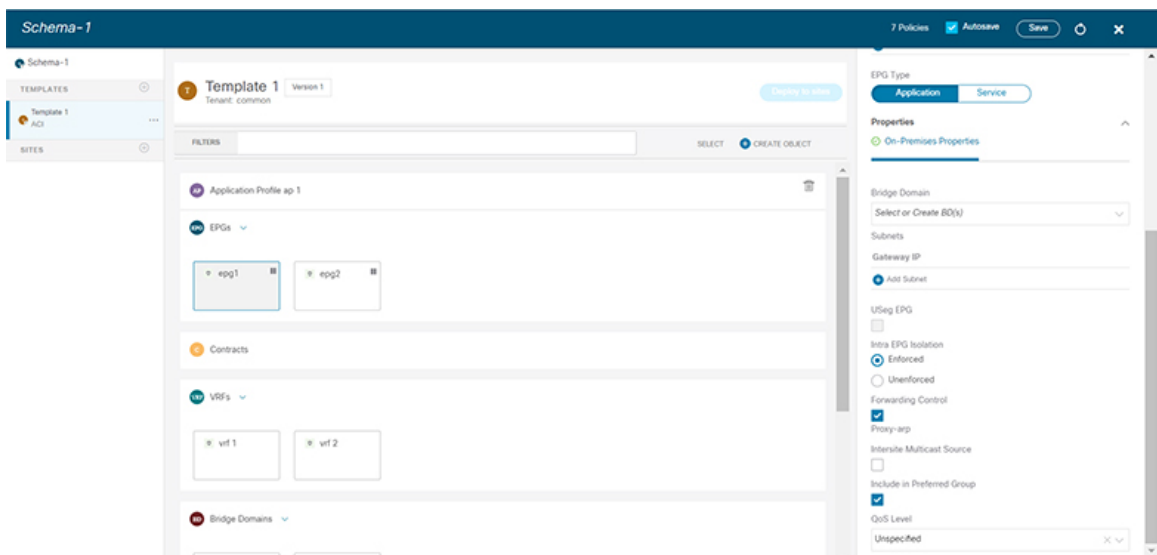 Schema-1
7 Policies
Autosave
Save
Schema-1
TEMPLATES
Template 1
ACI
SITES
T
Template 1
Version 1
Tenant: common
Deploy to sites
FILTERS
SELECT
CREATE OBJECT
AP
Application Profile ap 1
EPG
EPGs
epg1
epg2
C
Contracts
VRF
VRFs
vrf 1
vrf 2
BD
Bridge Domains
EPG Type
Application
Service
Properties
On-Premises Properties
Bridge Domain
Select or Create BD(s)
Subnets
Gateway IP
Add Subnet
USeg EPG
Intra EPG Isolation
Enforced
Unenforced
Forwarding Control
Proxy-arp
Intersite Multicast Source
Include in Preferred Group
QoS Level
Unspecified